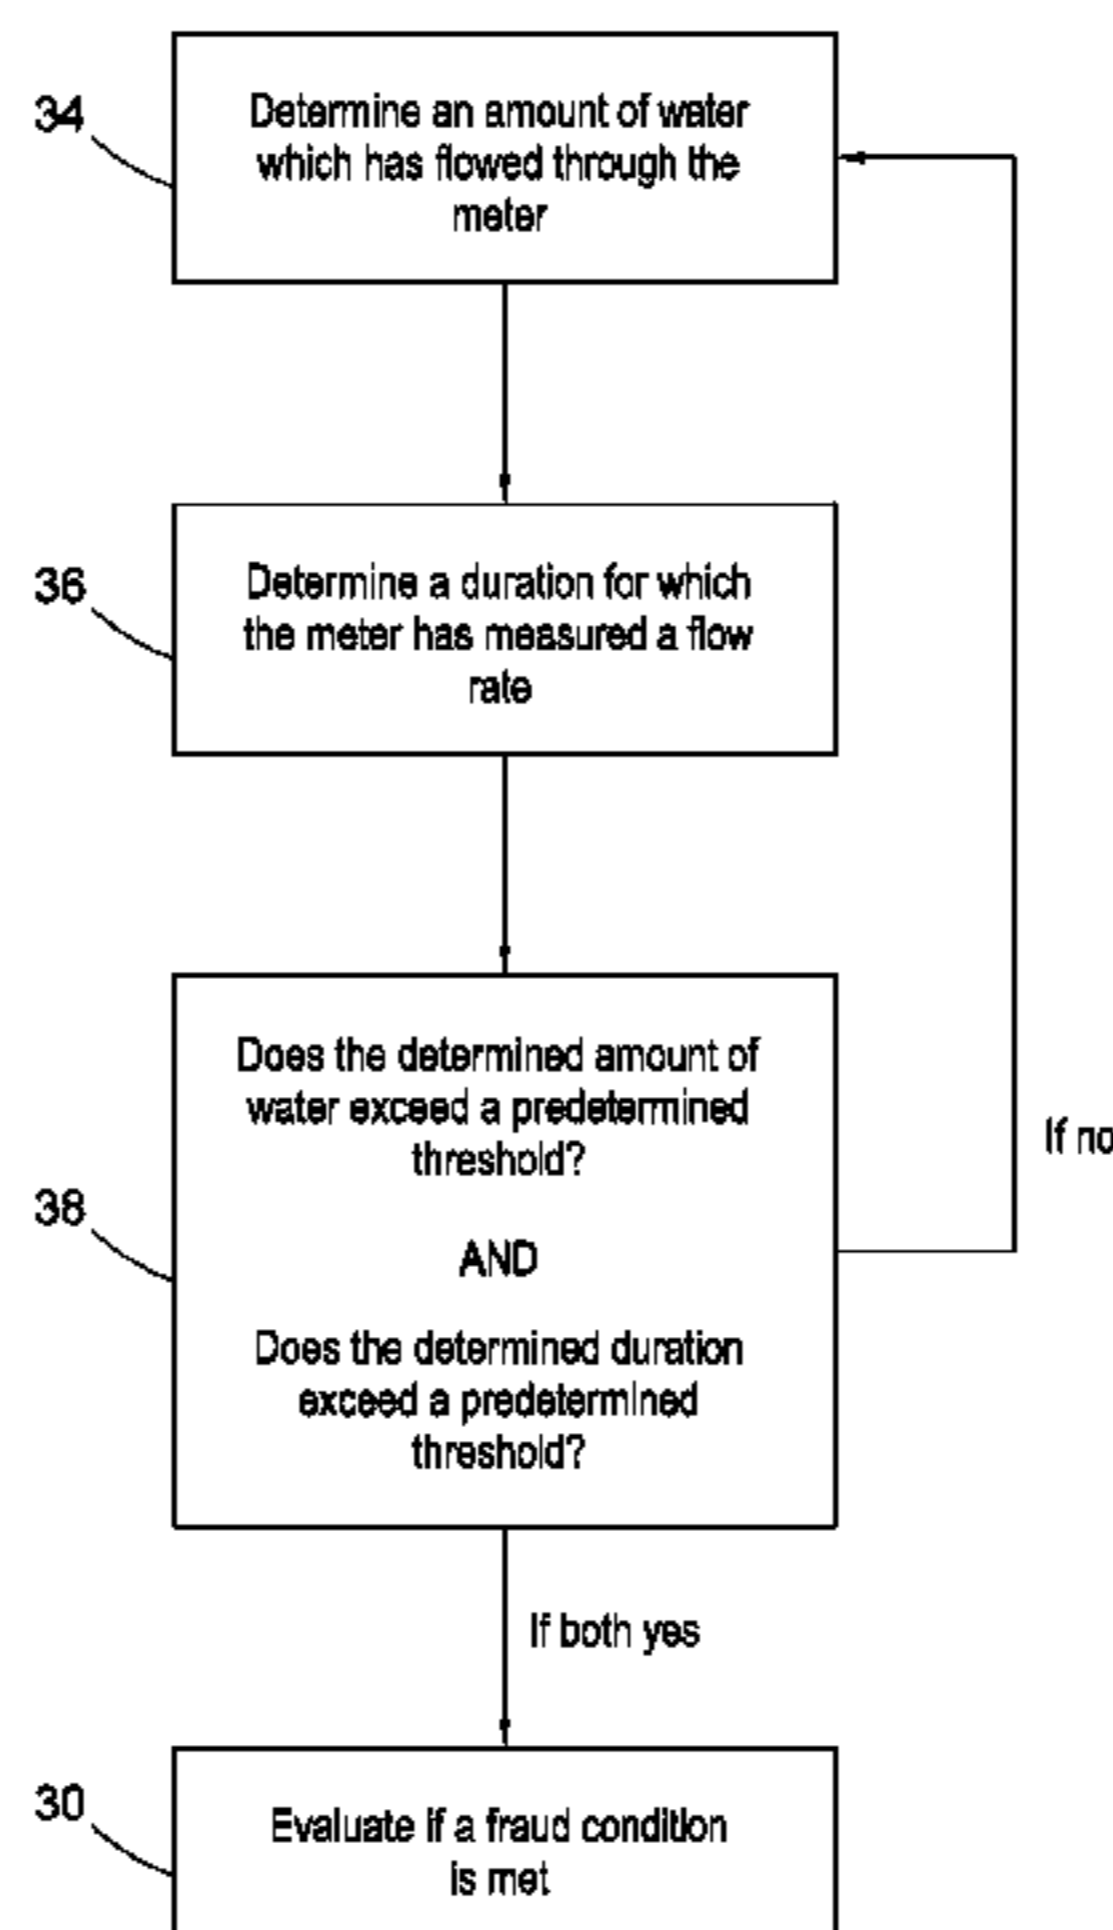 34
Determine an amount of water
which has flowed through the
meter
36
Determine a duration for which
the meter has measured a flow
rate
38
Does the determined amount of
water exceed a predetermined
threshold?
AND
Does the determined duration
exceed a predetermined
threshold?
If no
If both yes
30
Evaluate if a fraud condition
is met